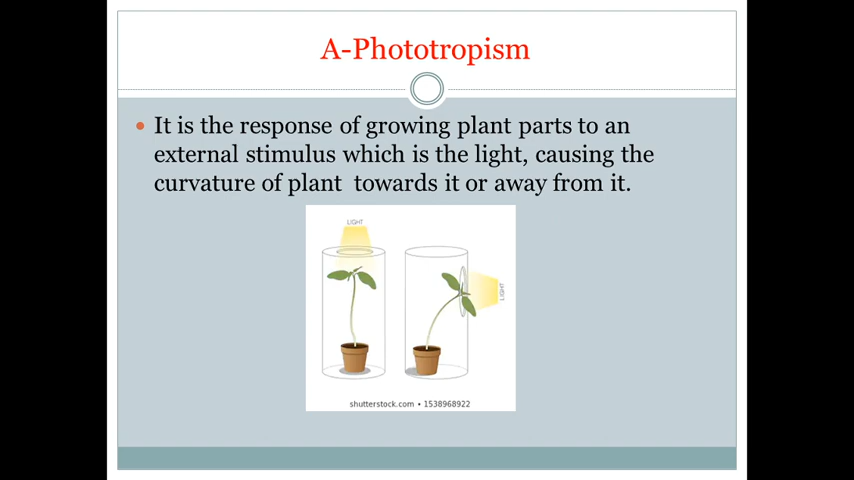 A-Phototropism
It is the response of growing plant parts to an
external stimulus which is the light, causing the
curvature of plant towards it or away from it.
LIGHT
LIGHT
shutterstock.com • 1538968922